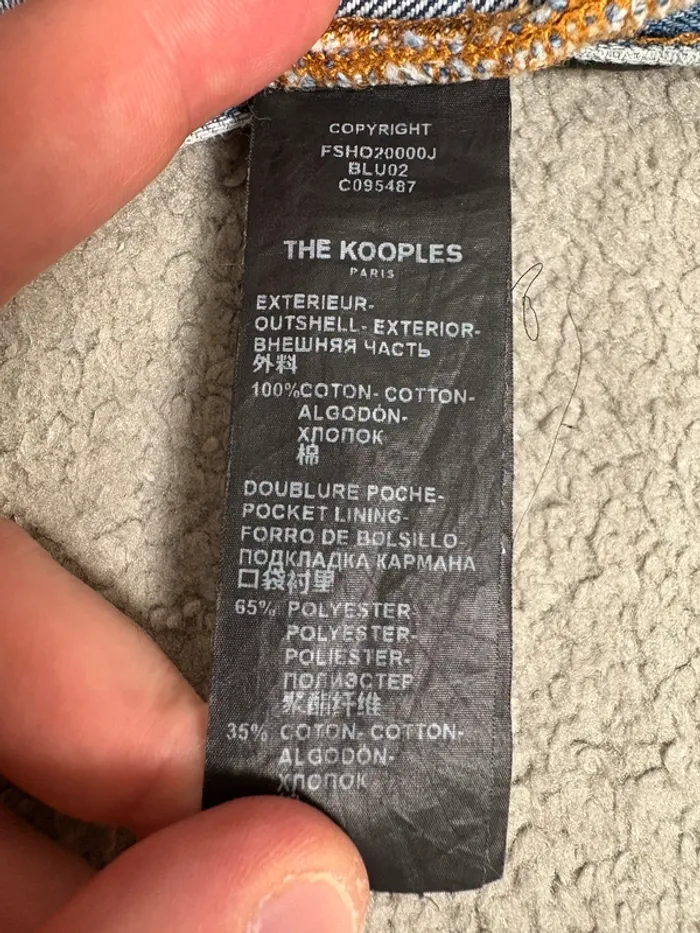 COPYRIGHT
FSHO20000J
BLU02
C095487
THE KOOPLES
PARIS
EXTERIEUR-
OUTSHELL- EXTERIOR-
ВНЕШНЯЯ ЧАСТЬ
外料
100%COTON- COTTON-
ALGODÓN-
ХЛОПОК
棉
DOUBLURE POCHE-
POCKET LINING-
FORRO DE BOLSILLO-
ПОДКЛАДКА КАРМАНА
口袋衬里
65% POLYESTER-
POLYESTER-
POLIESTER-
ПОЛИЭСТЕР
聚酯纤维
35% COTON- COTTON-
ALGODÓN-
ХЛОПОК